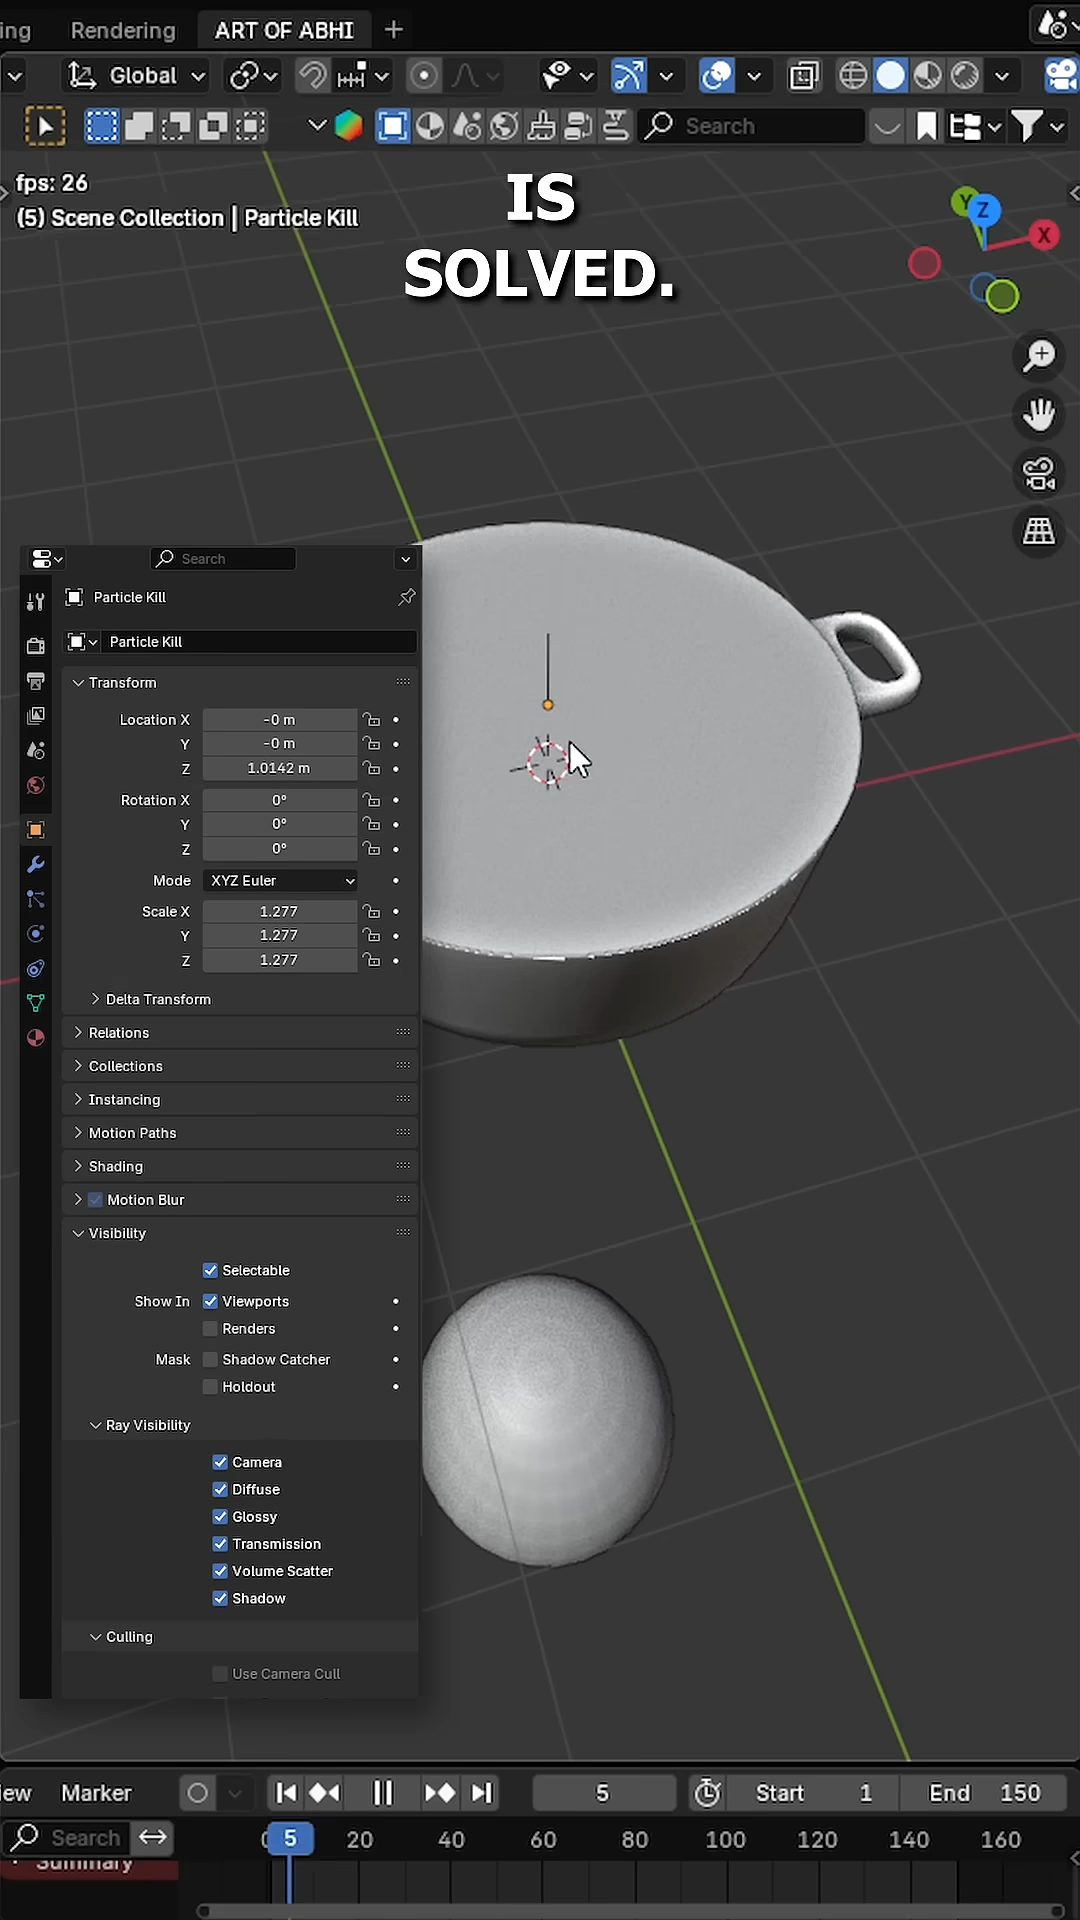 ing Rendering ART OF ABHI
Global
Search
fps: 26
(5) Scene Collection | Particle Kill
IS
SOLVED.
Y Z X
Search
Particle Kill
Particle Kill
Transform
Location X -0 m
Y -0 m
Z 1.0142 m
Rotation X 0°
Y 0°
Z 0°
Mode XYZ Euler
Scale X 1.277
Y 1.277
Z 1.277
Delta Transform
Relations
Collections
Instancing
Motion Paths
Shading
Motion Blur
Visibility
Selectable
Show In Viewports
Renders
Mask Shadow Catcher
Holdout
Ray Visibility
Camera
Diffuse
Glossy
Transmission
Volume Scatter
Shadow
Culling
Use Camera Cull
iew Marker 5 Start 1 End 150
Search 0 5 20 40 60 80 100 120 140 160
Summary